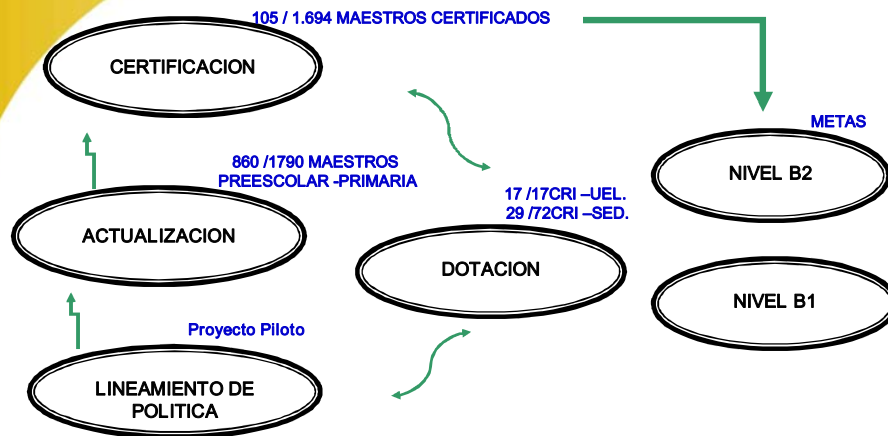 105 / 1.694 MAESTROS CERTIFICADOS
CERTIFICACION
METAS
860 /1790 MAESTROS
PREESCOLAR -PRIMARIA
NIVEL B2
17 /17CRI –UEL.
29 /72CRI –SED.
ACTUALIZACION
DOTACION
NIVEL B1
Proyecto Piloto
LINEAMIENTO DE
POLITICA